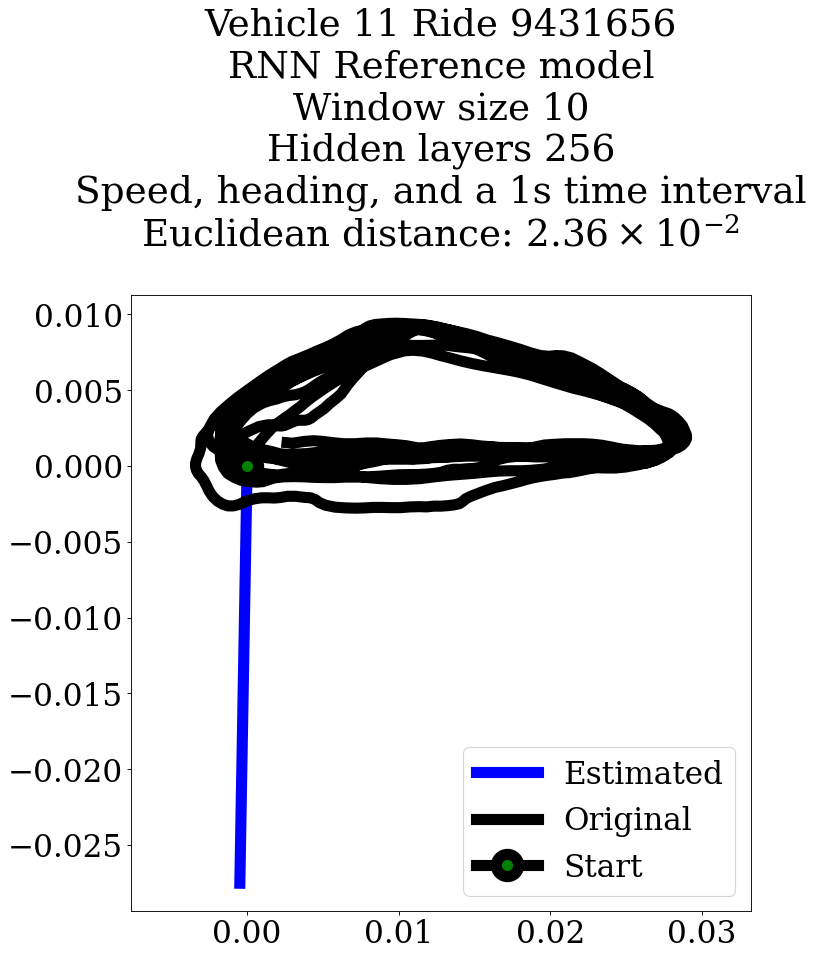 Vehicle 11 Ride 9431656
RNN Reference model
Window size 10
Hidden layers 256
Speed, heading, and a 1s time interval
Euclidean distance: 2.36 × 10⁻²
0.010
0.005
0.000
−0.005
−0.010
−0.015
−0.020
−0.025
0.00 0.01 0.02 0.03
Estimated
Original
Start